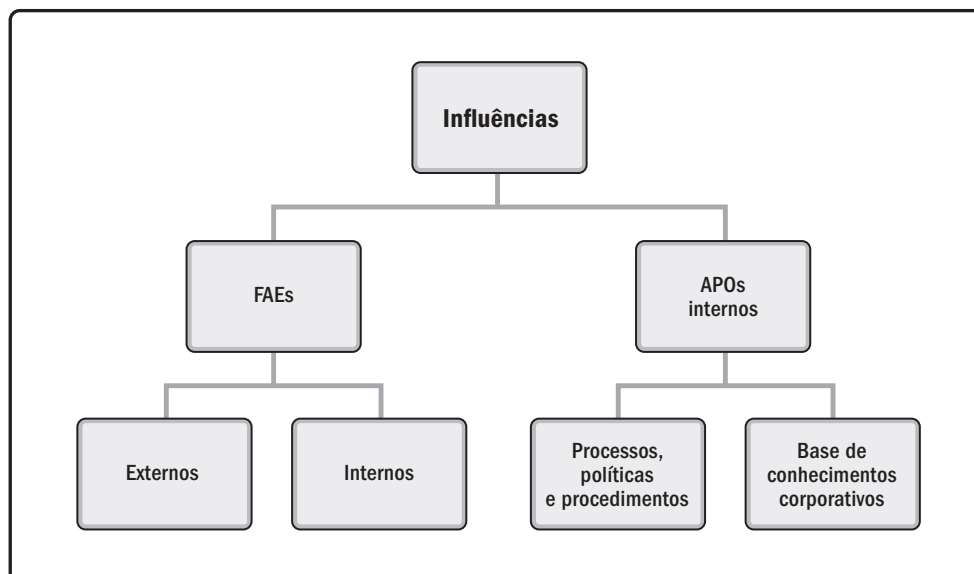 Influências
FAEs
APOs
internos
Externos
Internos
Processos,
políticas
e procedimentos
Base de
conhecimentos
corporativos